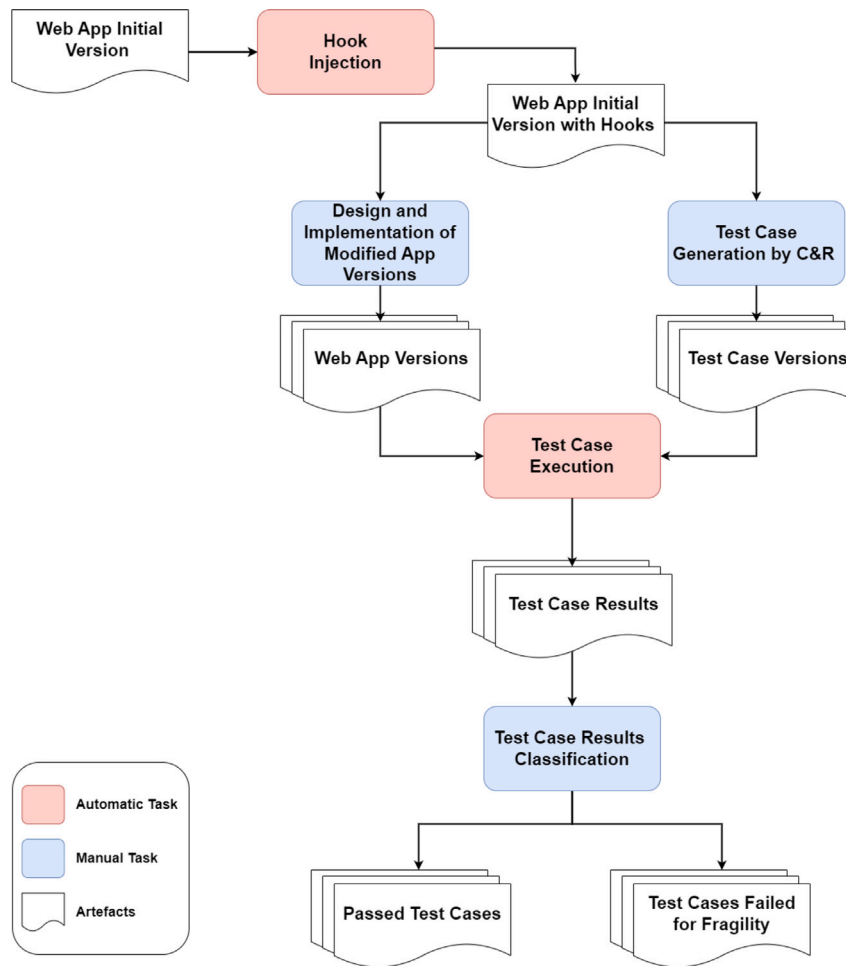 Web App Initial
Version
Hook
Injection
Web App Initial
Version with Hooks
Design and
Implementation of
Modified App
Versions
Test Case
Generation by C&R
Web App Versions
Test Case Versions
Test Case
Execution
Test Case Results
Test Case Results
Classification
Passed Test Cases
Test Cases Failed
for Fragility
Automatic Task
Manual Task
Artefacts